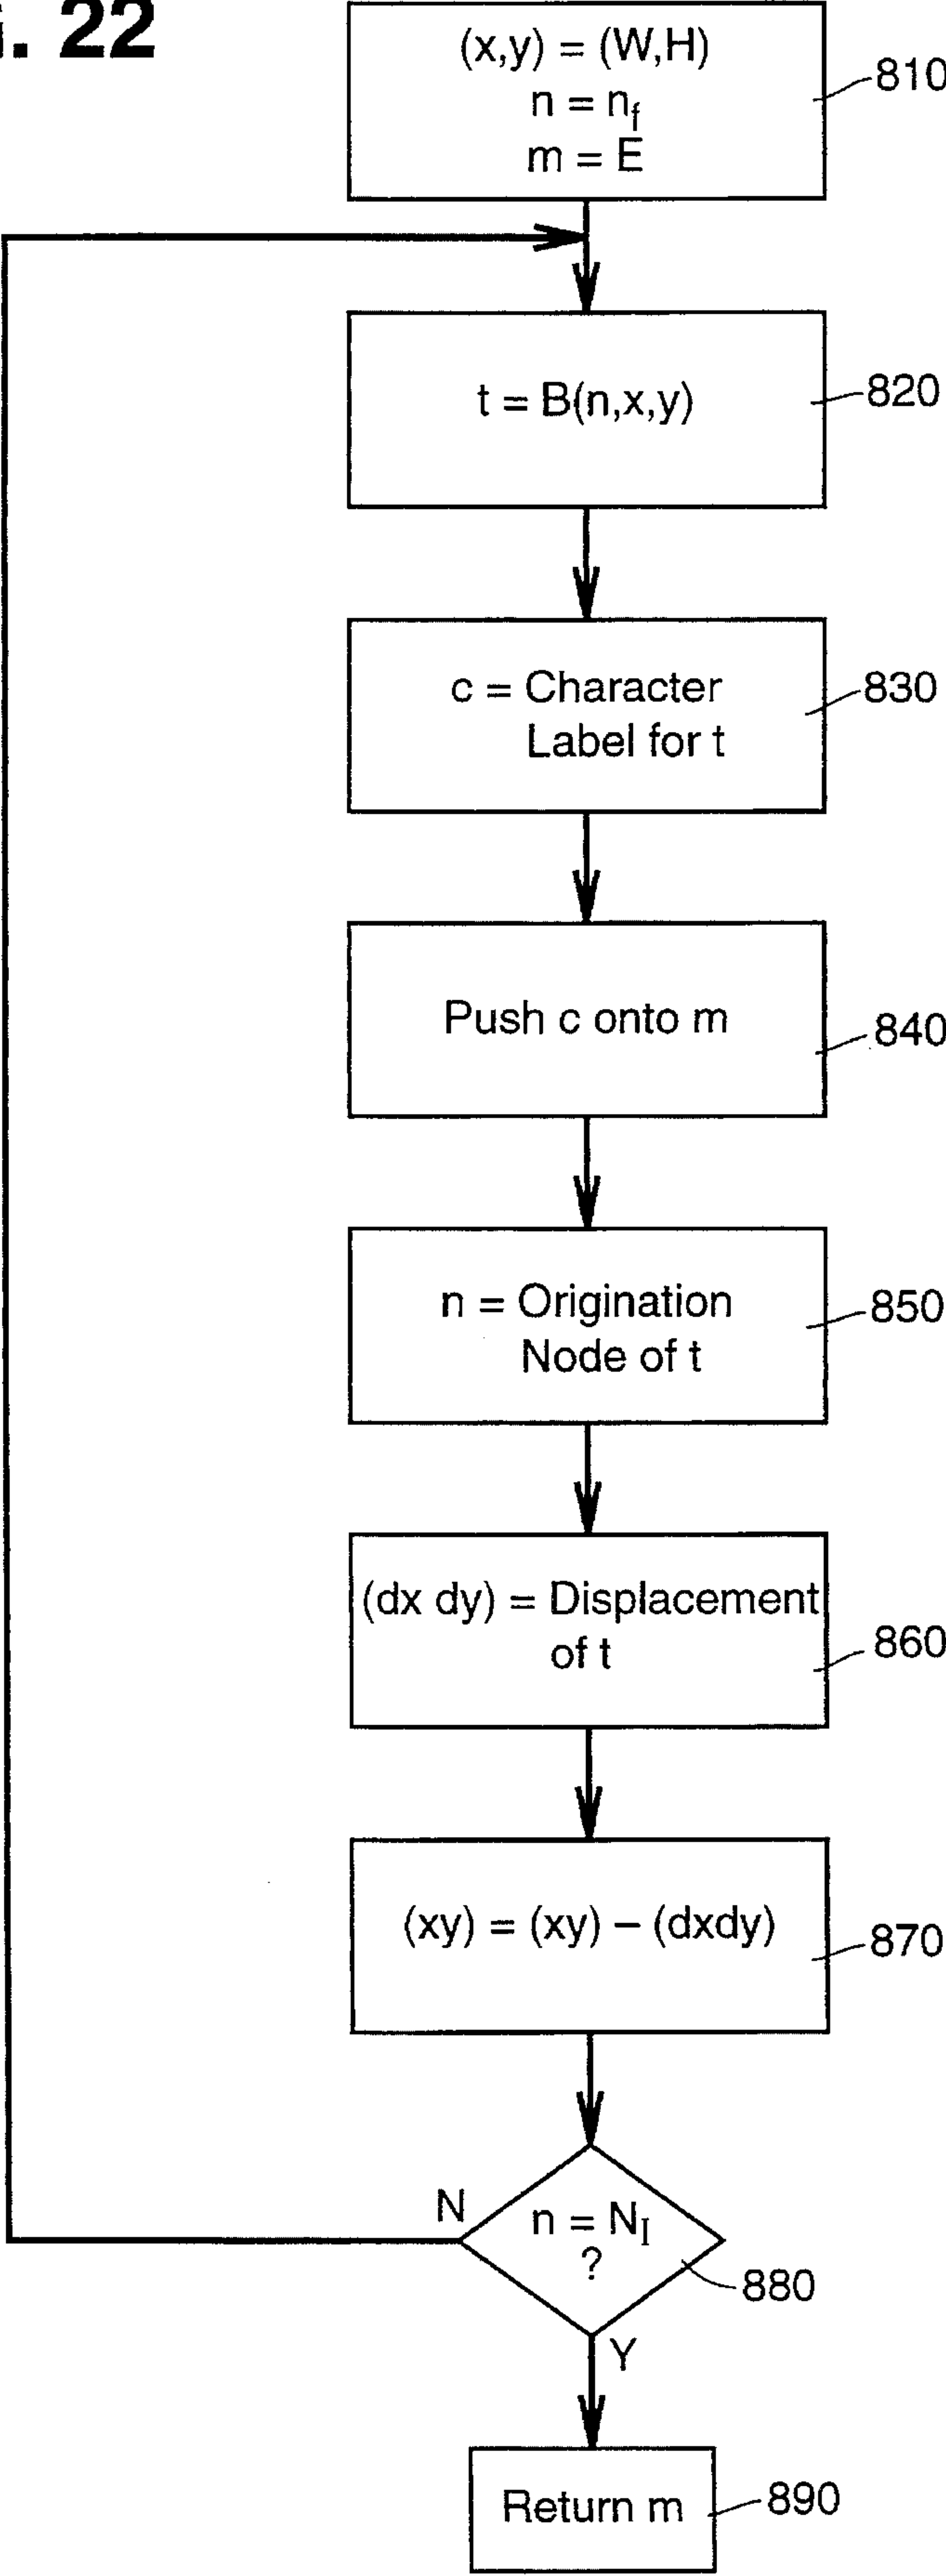 . 22
(x,y) = (W,H)
n = nf
m = E
810
t = B(n,x,y)
820
c = Character
Label for t
830
Push c onto m
840
n = Origination
Node of t
850
(dx dy) = Displacement
of t
860
(xy) = (xy) – (dxdy)
870
N
n = NI
?
880
Y
Return m
890